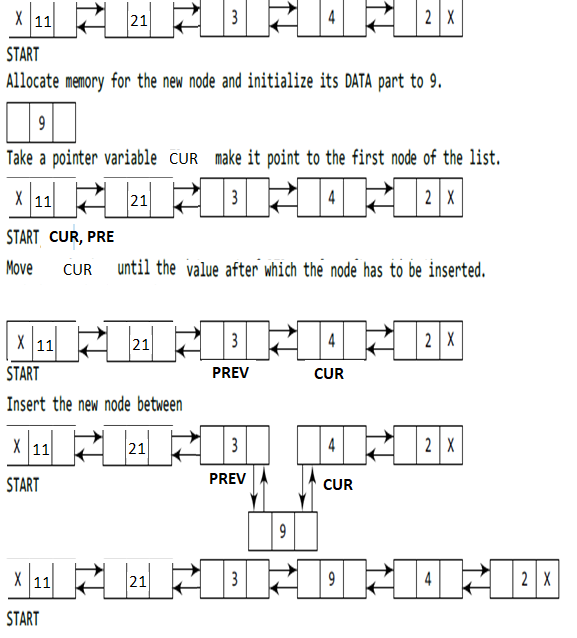 X 11 21 3 4 2 X
START
Allocate memory for the new node and initialize its DATA part to 9.
9
Take a pointer variable CUR make it point to the first node of the list.
X 11 21 3 4 2 X
START CUR, PRE
Move CUR until the value after which the node has to be inserted.
X 11 21 3 4 2 X
START PREV CUR
Insert the new node between
X 11 21 3 4 2 X
START PREV CUR
9
X 11 21 3 9 4 2 X
START